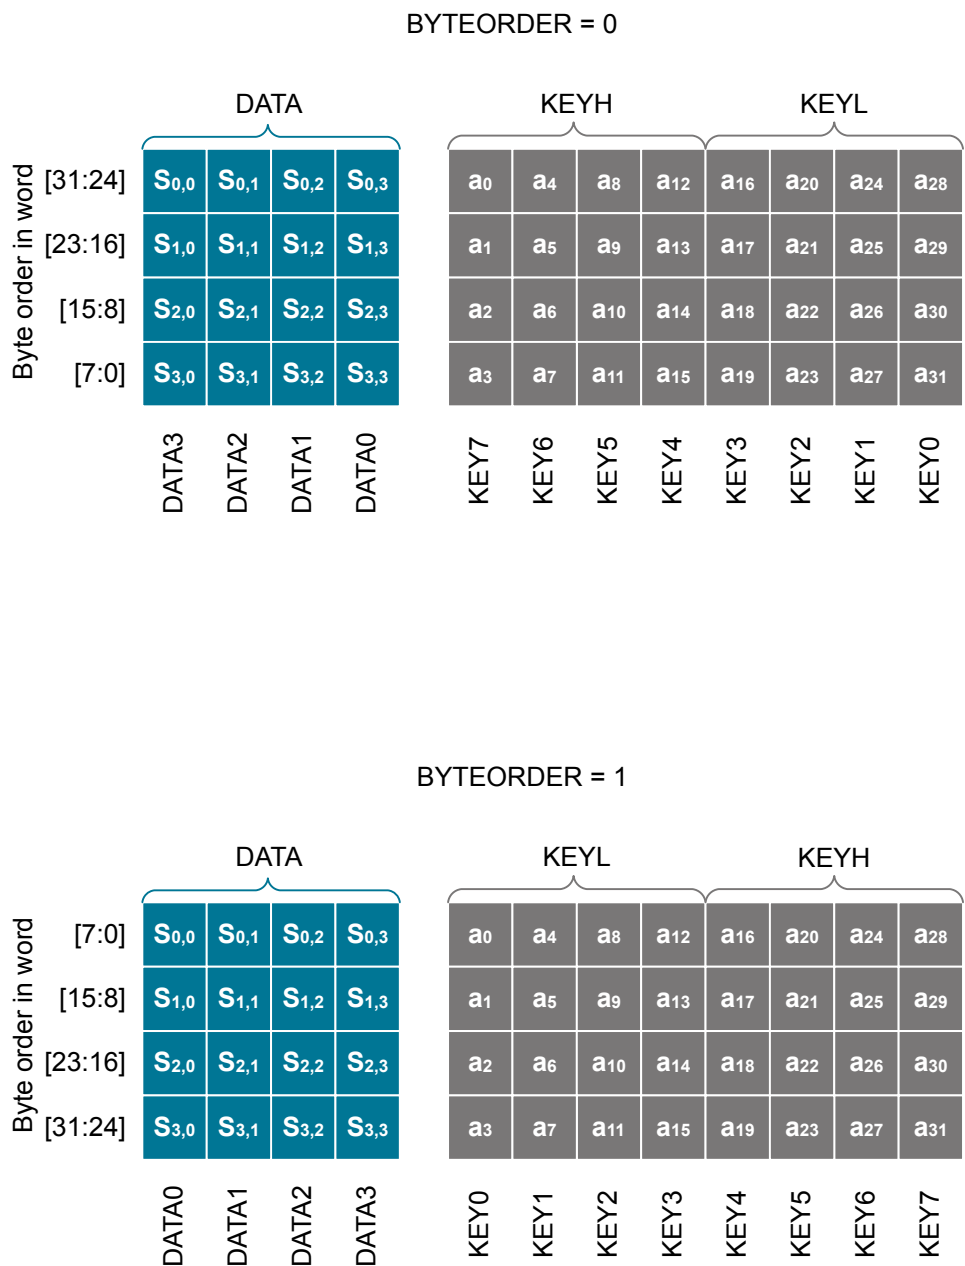 BYTEORDER = 0
DATA KEYH KEYL
Byte order in word
[31:24] S0,0 S0,1 S0,2 S0,3 a0 a4 a8 a12 a16 a20 a24 a28
[23:16] S1,0 S1,1 S1,2 S1,3 a1 a5 a9 a13 a17 a21 a25 a29
[15:8] S2,0 S2,1 S2,2 S2,3 a2 a6 a10 a14 a18 a22 a26 a30
[7:0] S3,0 S3,1 S3,2 S3,3 a3 a7 a11 a15 a19 a23 a27 a31
DATA3 DATA2 DATA1 DATA0 KEY7 KEY6 KEY5 KEY4 KEY3 KEY2 KEY1 KEY0
BYTEORDER = 1
DATA KEYL KEYH
Byte order in word
[7:0] S0,0 S0,1 S0,2 S0,3 a0 a4 a8 a12 a16 a20 a24 a28
[15:8] S1,0 S1,1 S1,2 S1,3 a1 a5 a9 a13 a17 a21 a25 a29
[23:16] S2,0 S2,1 S2,2 S2,3 a2 a6 a10 a14 a18 a22 a26 a30
[31:24] S3,0 S3,1 S3,2 S3,3 a3 a7 a11 a15 a19 a23 a27 a31
DATA0 DATA1 DATA2 DATA3 KEY0 KEY1 KEY2 KEY3 KEY4 KEY5 KEY6 KEY7